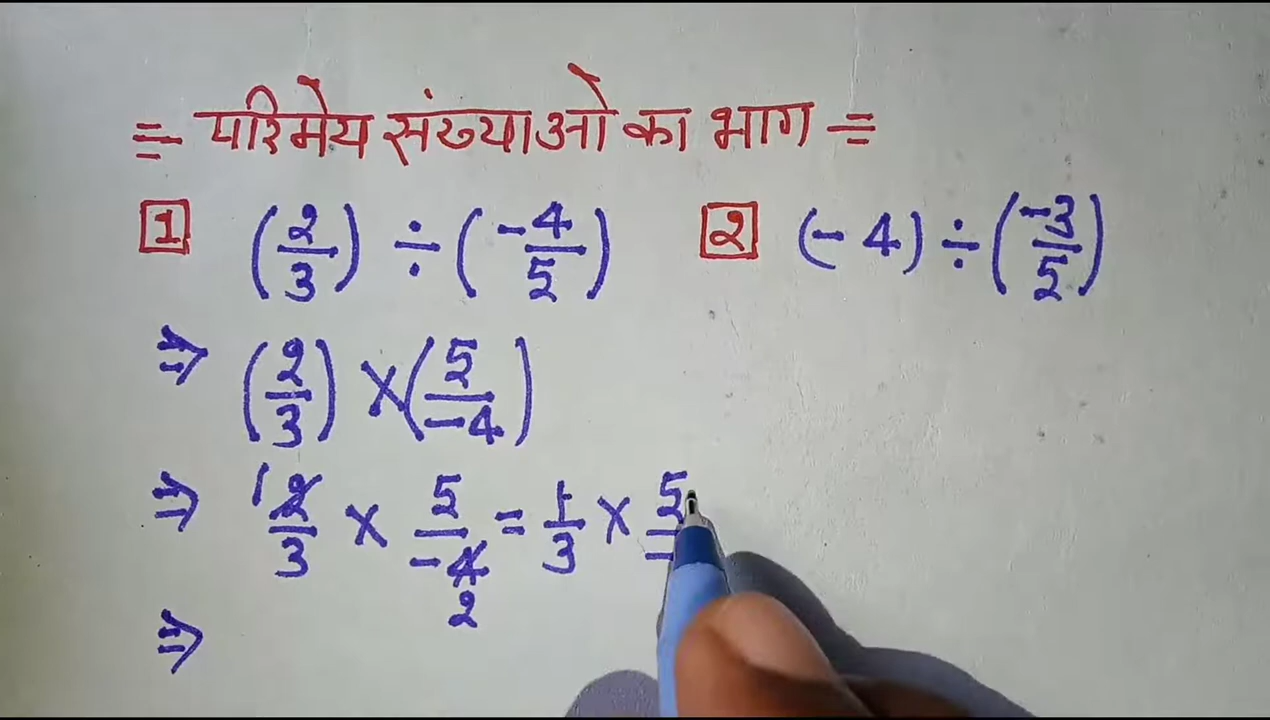 = परिमेय संख्याओ का भाग =
1 (2/3) ÷ (-4/5) 2 (-4) ÷ (-3/5)
⇒ (2/3) × (5/-4)
⇒ 1 2/3 × 5/-4 2 = 1/3 × 5/-
⇒